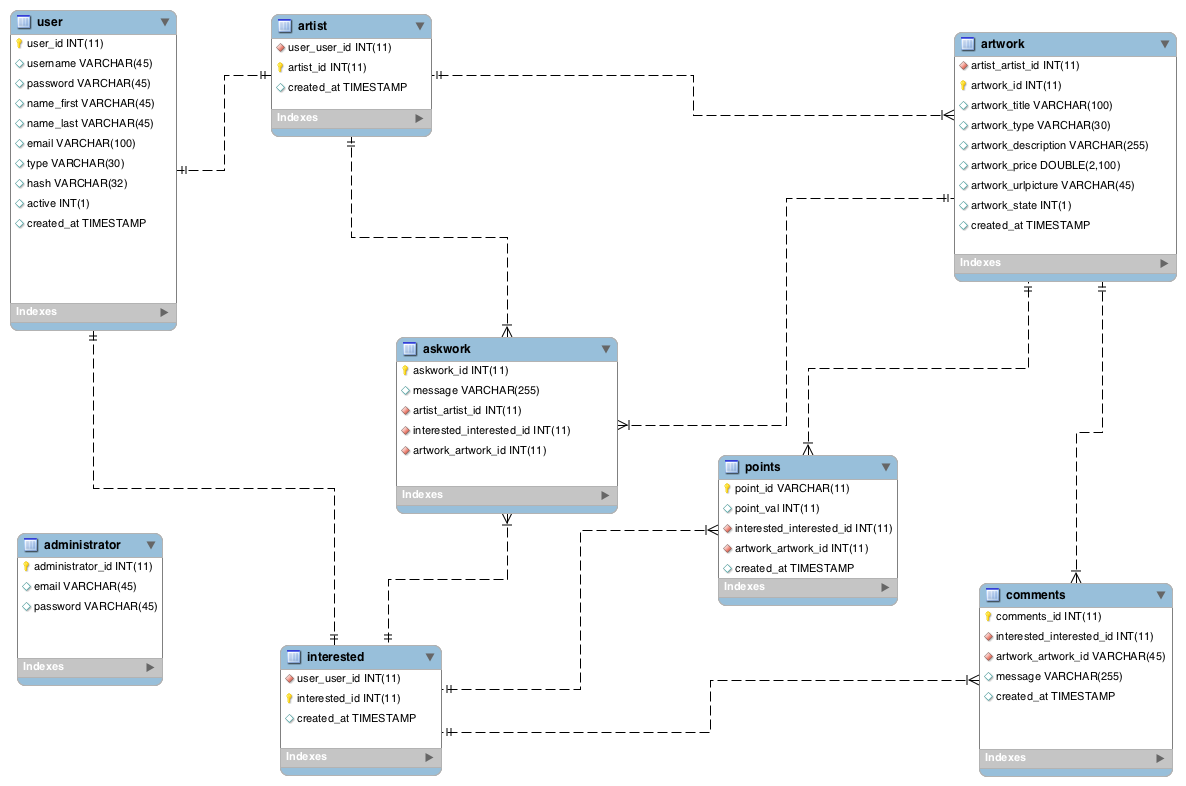 user
user_id INT(11)
username VARCHAR(45)
password VARCHAR(45)
name_first VARCHAR(45)
name_last VARCHAR(45)
email VARCHAR(100)
type VARCHAR(30)
hash VARCHAR(32)
active INT(1)
created_at TIMESTAMP
Indexes
artist
user_user_id INT(11)
artist_id INT(11)
created_at TIMESTAMP
Indexes
artwork
artist_artist_id INT(11)
artwork_id INT(11)
artwork_title VARCHAR(100)
artwork_type VARCHAR(30)
artwork_description VARCHAR(255)
artwork_price DOUBLE(2,100)
artwork_urlpicture VARCHAR(45)
artwork_state INT(1)
created_at TIMESTAMP
Indexes
askwork
askwork_id INT(11)
message VARCHAR(255)
artist_artist_id INT(11)
interested_interested_id INT(11)
artwork_artwork_id INT(11)
Indexes
points
point_id VARCHAR(11)
point_val INT(11)
interested_interested_id INT(11)
artwork_artwork_id INT(11)
created_at TIMESTAMP
Indexes
administrator
administrator_id INT(11)
email VARCHAR(45)
password VARCHAR(45)
Indexes
interested
user_user_id INT(11)
interested_id INT(11)
created_at TIMESTAMP
Indexes
comments
comments_id INT(11)
interested_interested_id INT(11)
artwork_artwork_id VARCHAR(45)
message VARCHAR(255)
created_at TIMESTAMP
Indexes